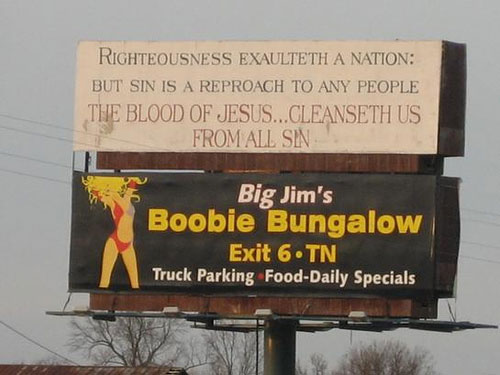 RIGHTEOUSNESS EXAULTETH A NATION:
BUT SIN IS A REPROACH TO ANY PEOPLE
THE BLOOD OF JESUS...CLEANSETH US
FROM ALL SIN
Big Jim's
Boobie Bungalow
Exit 6 • TN
Truck Parking • Food-Daily Specials